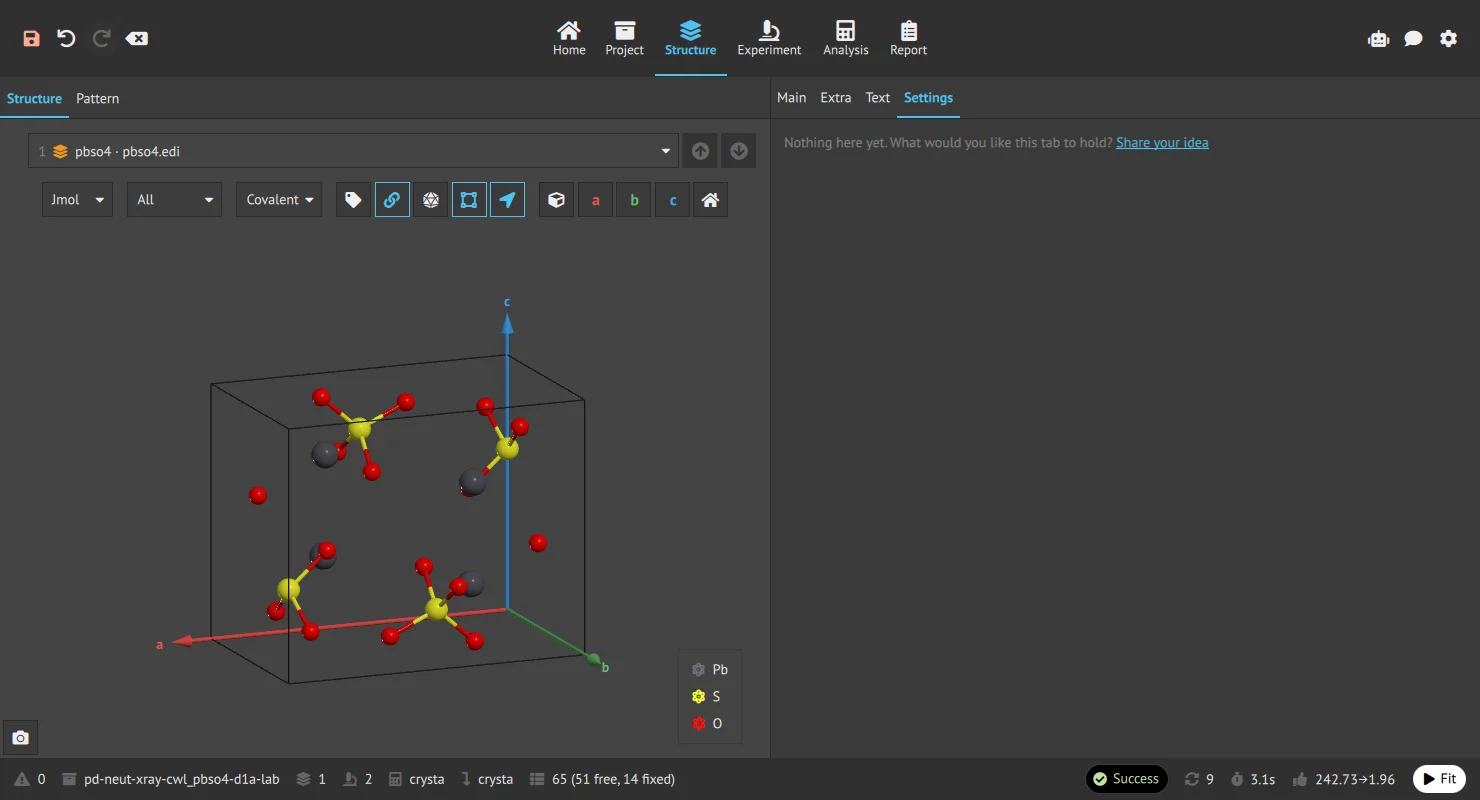 Home Project Structure Experiment Analysis Report
Structure Pattern
Main Extra Text Settings
1 pbso4 · pbso4.edi
Nothing here yet. What would you like this tab to hold? Share your idea
Jmol All Covalent a b c
c
a
b
Pb
S
O
0 pd-neut-xray-cwl_pbso4-d1a-lab 1 2 crysta crysta 65 (51 free, 14 fixed) Success 9 3.1s 242.73→1.96 Fit